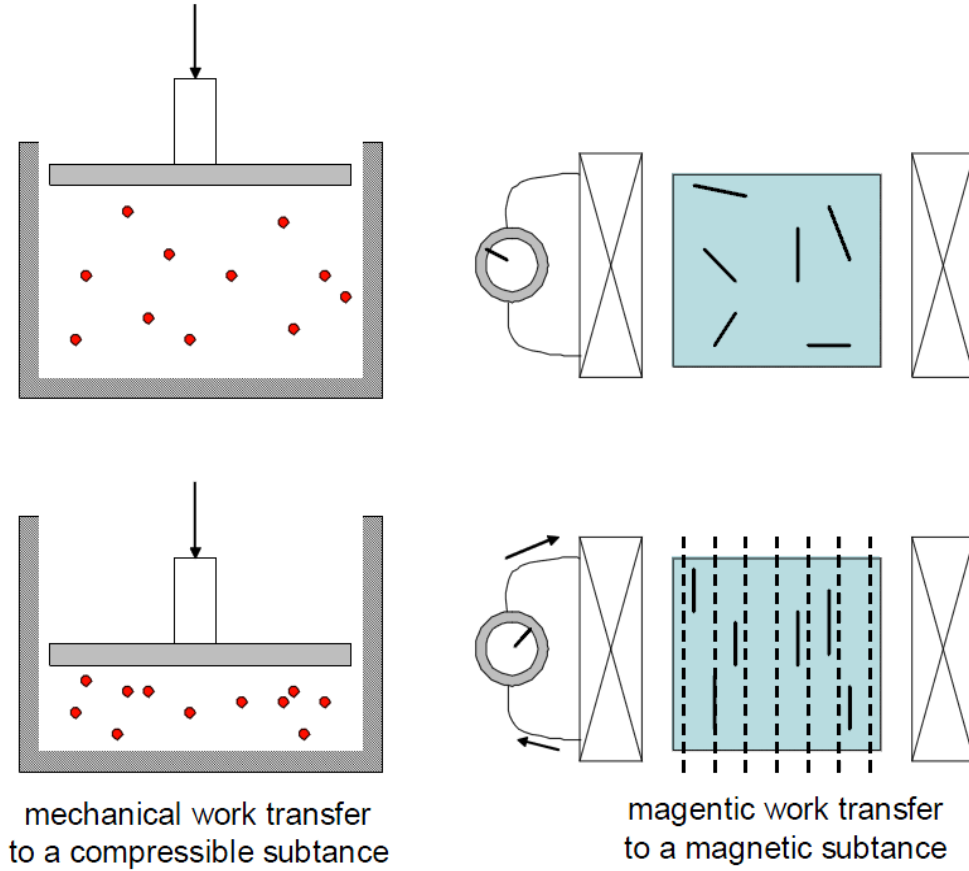 mechanical work transfer
to a compressible subtance
magentic work transfer
to a magnetic subtance